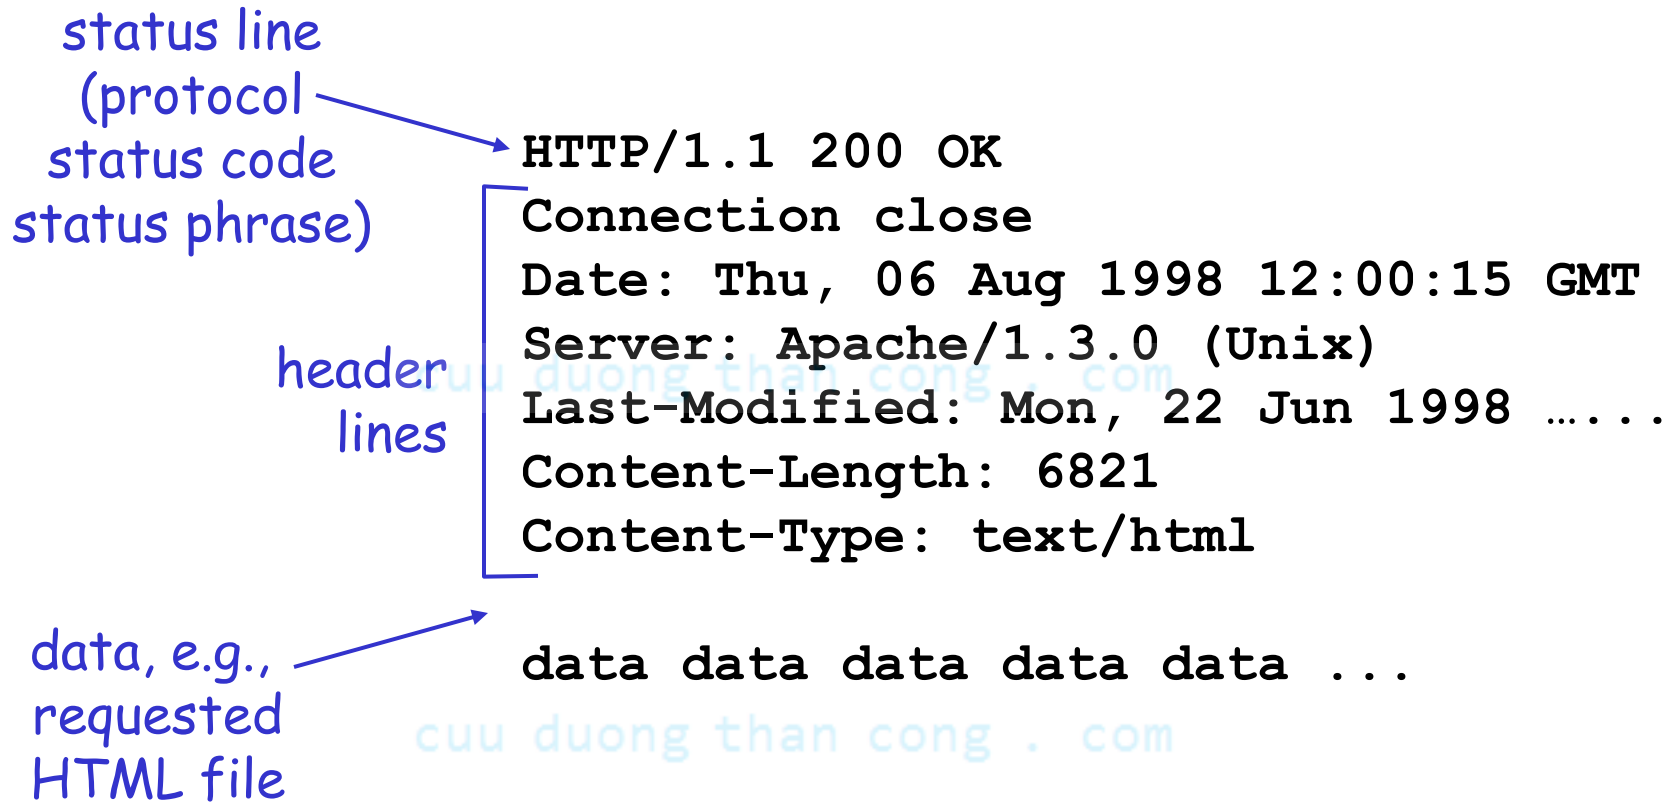 status line
(protocol
status code
status phrase)
HTTP/1.1 200 OK
Connection close
Date: Thu, 06 Aug 1998 12:00:15 GMT
Server: Apache/1.3.0 (Unix)
Last-Modified: Mon, 22 Jun 1998 …...
Content-Length: 6821
Content-Type: text/html
header
lines
cuu duong than cong . com
data, e.g.,
requested
HTML file
data data data data data ...
cuu duong than cong . com